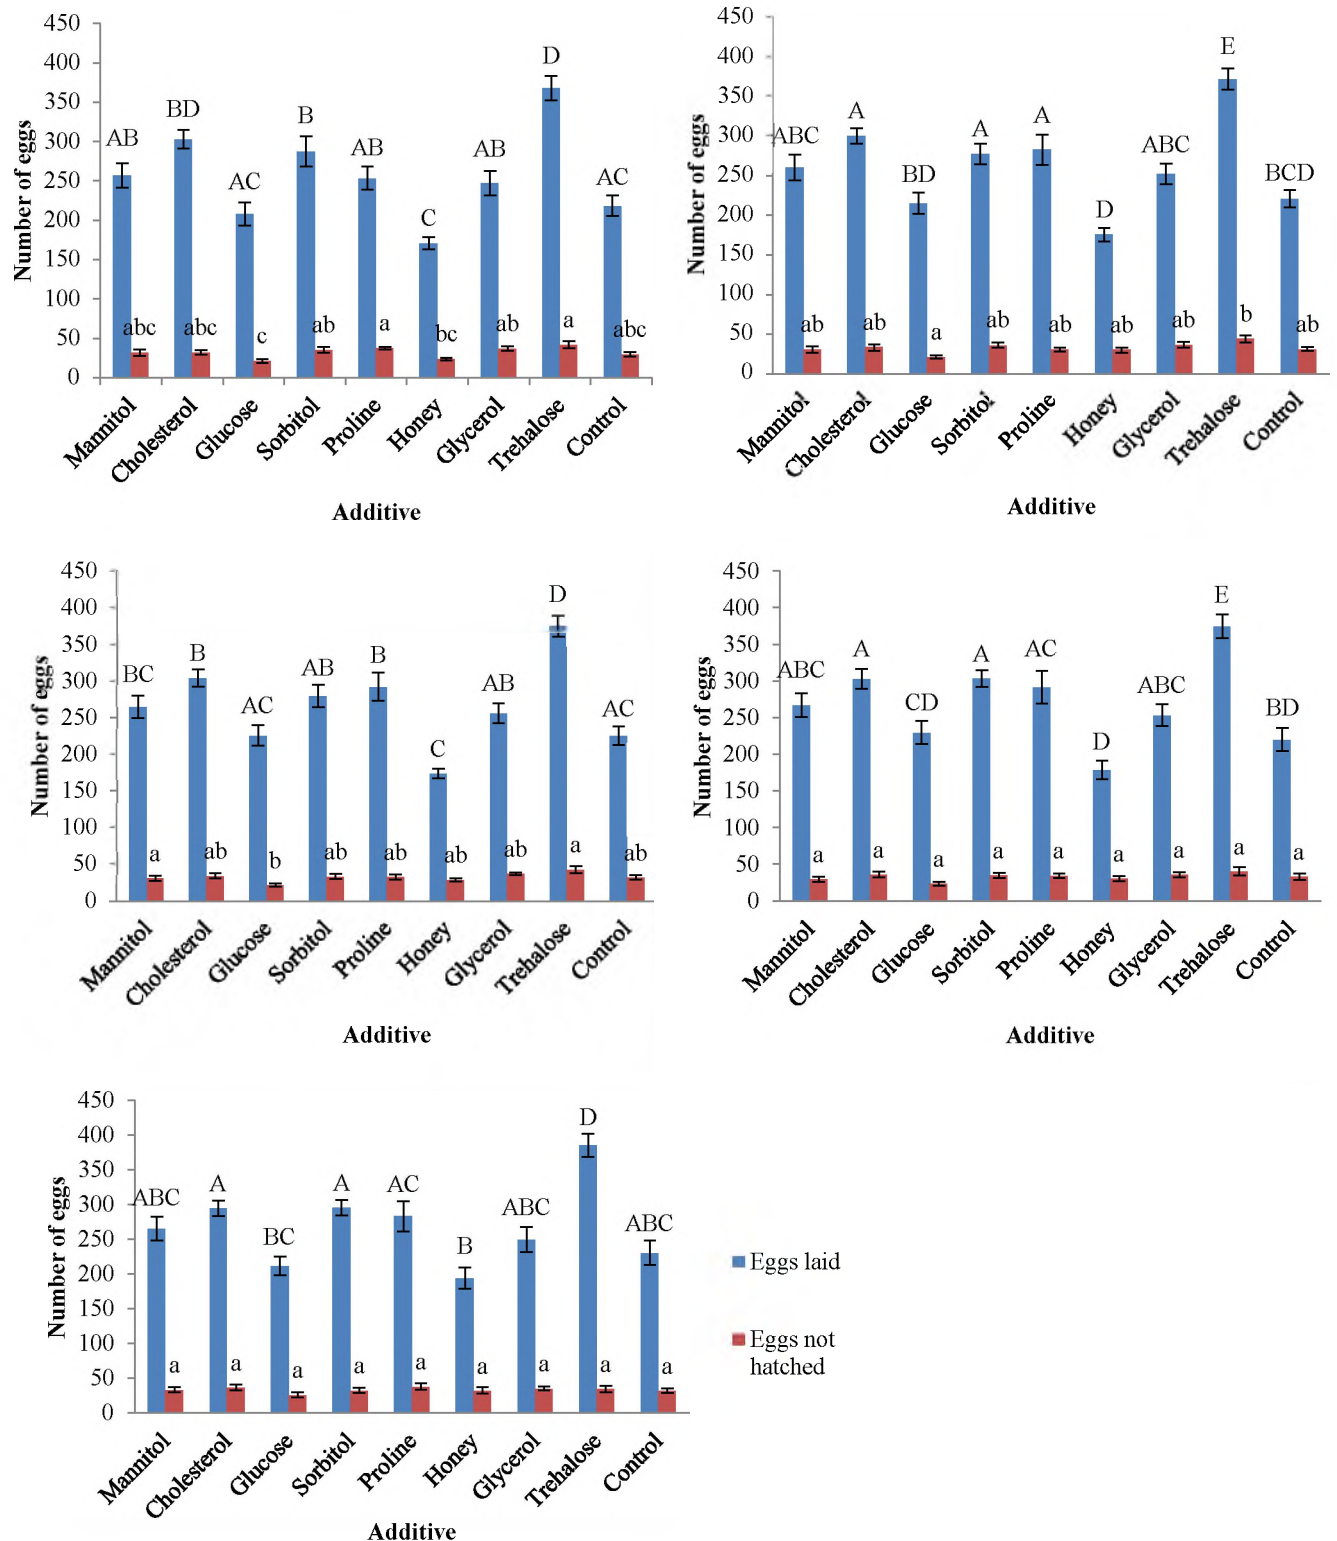 450
400
350
300
250
200
150
100
50
0
Number of eggs
AB
BD
AC
B
AB
C
AB
D
AC
abc
abc
c
ab
a
bc
ab
a
abc
Mannitol
Cholesterol
Glucose
Sorbitol
Proline
Honey
Glycerol
Trehalose
Control
Additive
450
400
350
300
250
200
150
100
50
0
Number of eggs
ABC
A
BD
A
A
D
ABC
E
BCD
ab
ab
a
ab
ab
ab
ab
b
ab
Mannitol
Cholesterol
Glucose
Sorbitol
Proline
Honey
Glycerol
Trehalose
Control
Additive
450
400
350
300
250
200
150
100
50
0
Number of eggs
BC
B
AC
AB
B
C
AB
D
AC
a
ab
b
ab
ab
ab
ab
a
ab
Mannitol
Cholesterol
Glucose
Sorbitol
Proline
Honey
Glycerol
Trehalose
Control
Additive
450
400
350
300
250
200
150
100
50
0
Number of eggs
ABC
A
CD
A
AC
D
ABC
E
BD
a
a
a
a
a
a
a
a
a
Mannitol
Cholesterol
Glucose
Sorbitol
Proline
Honey
Glycerol
Trehalose
Control
Additive
450
400
350
300
250
200
150
100
50
0
Number of eggs
ABC
A
BC
A
AC
B
ABC
D
ABC
a
a
a
a
a
a
a
a
a
Mannitol
Cholesterol
Glucose
Sorbitol
Proline
Honey
Glycerol
Trehalose
Control
Additive
Eggs laid
Eggs not
hatched